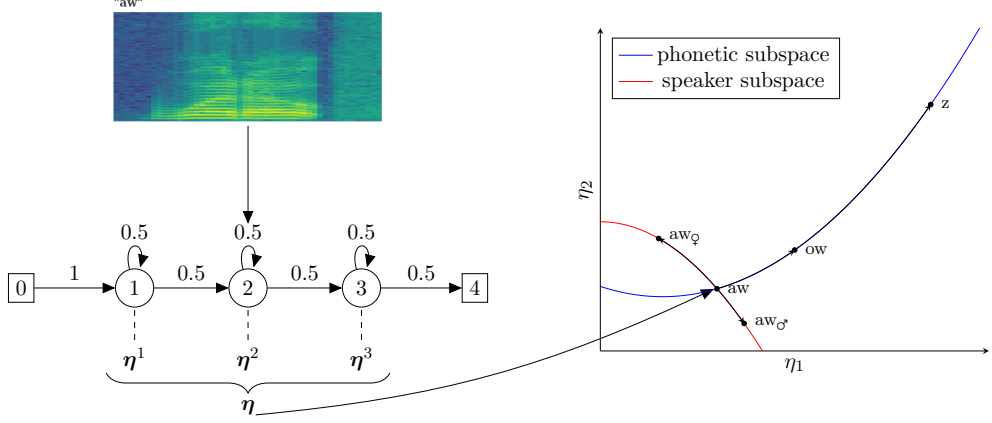 "aw"
phonetic subspace
speaker subspace
z
η₂
aw♀
ow
aw
aw♂
η₁
0.5 0.5 0.5
1 0.5 0.5 0.5
0 1 2 3 4
η¹ η² η³
η